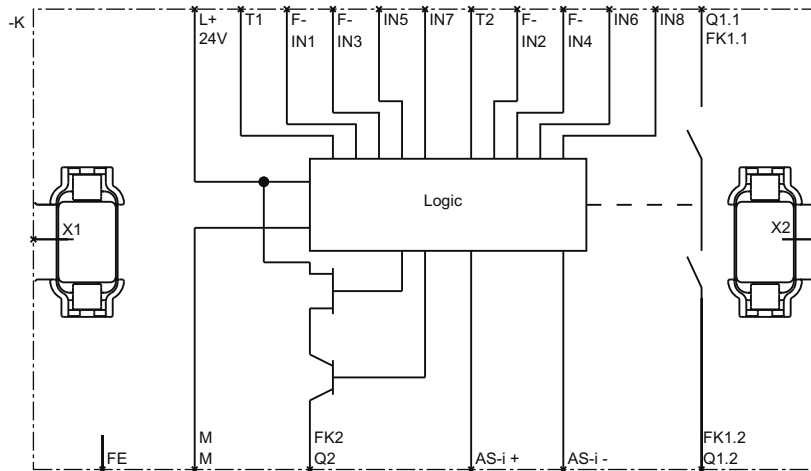 -K
L+ T1 F- F- IN5 IN7 T2 F- F- IN6 IN8 Q1.1
24V IN1 IN3 IN2 IN4 FK1.1
Logic
X1 X2
M FK2 FK1.2
FE M Q2 AS-i + AS-i - Q1.2